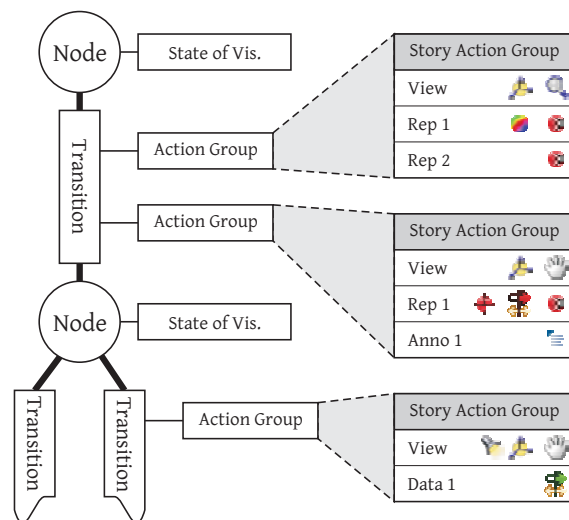 Node
State of Vis.
Transition
Action Group
Action Group
Node
State of Vis.
Transition
Transition
Action Group
Story Action Group
View
Rep 1
Rep 2
Story Action Group
View
Rep 1
Anno 1
Story Action Group
View
Data 1